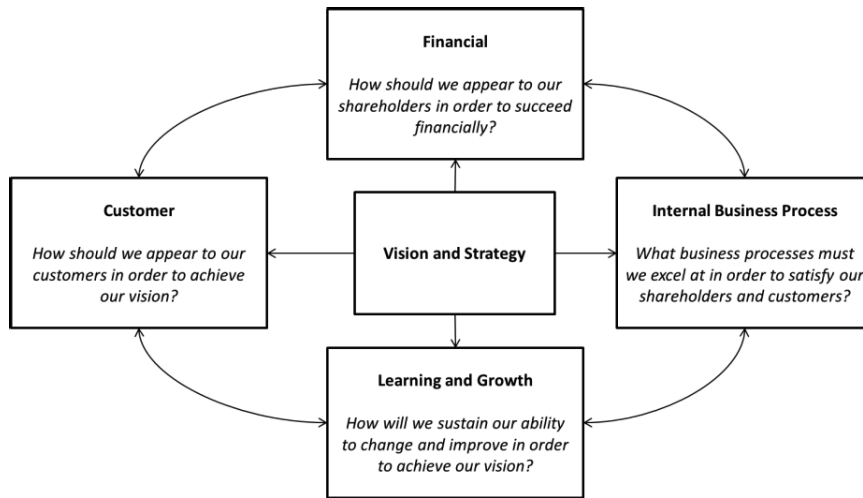 Financial
How should we appear to our
shareholders in order to succeed
financially?
Customer
How should we appear to our
customers in order to achieve
our vision?
Vision and Strategy
Internal Business Process
What business processes must
we excel at in order to satisfy our
shareholders and customers?
Learning and Growth
How will we sustain our ability
to change and improve in order
to achieve our vision?